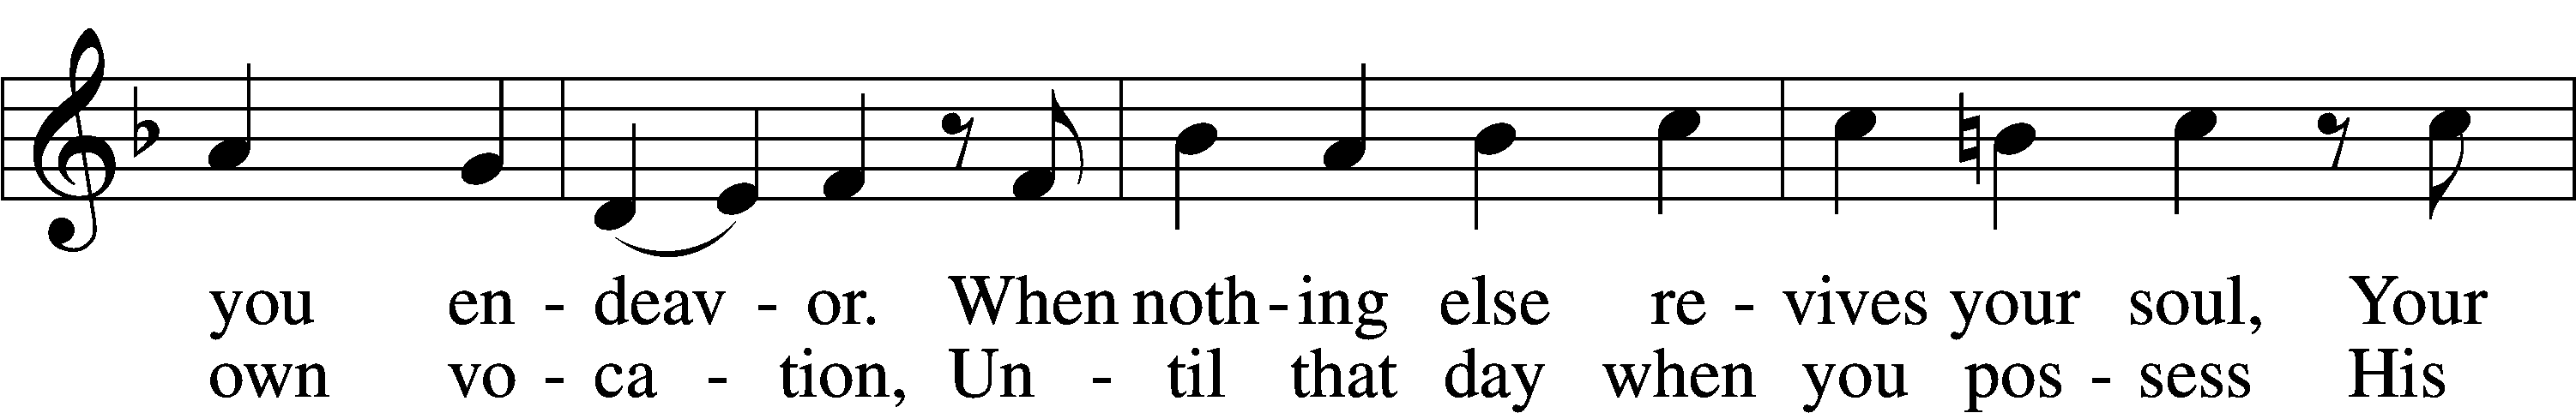 you en - deav - or. When noth - ing else re - vives your soul, Your
own vo - ca - tion, Un - til that day when you pos - sess His